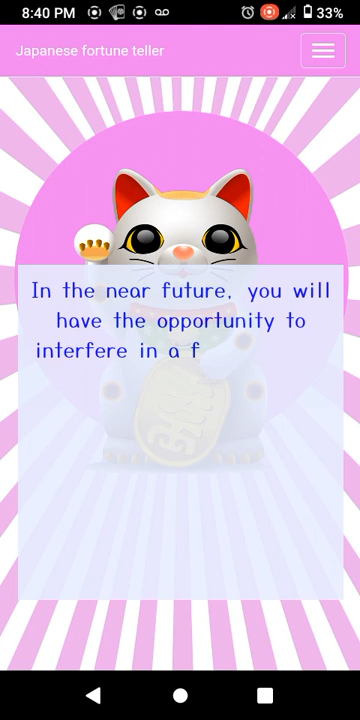 8:40 PM
33%
Japanese fortune teller
In the near future, you will
have the opportunity to
interfere in a f